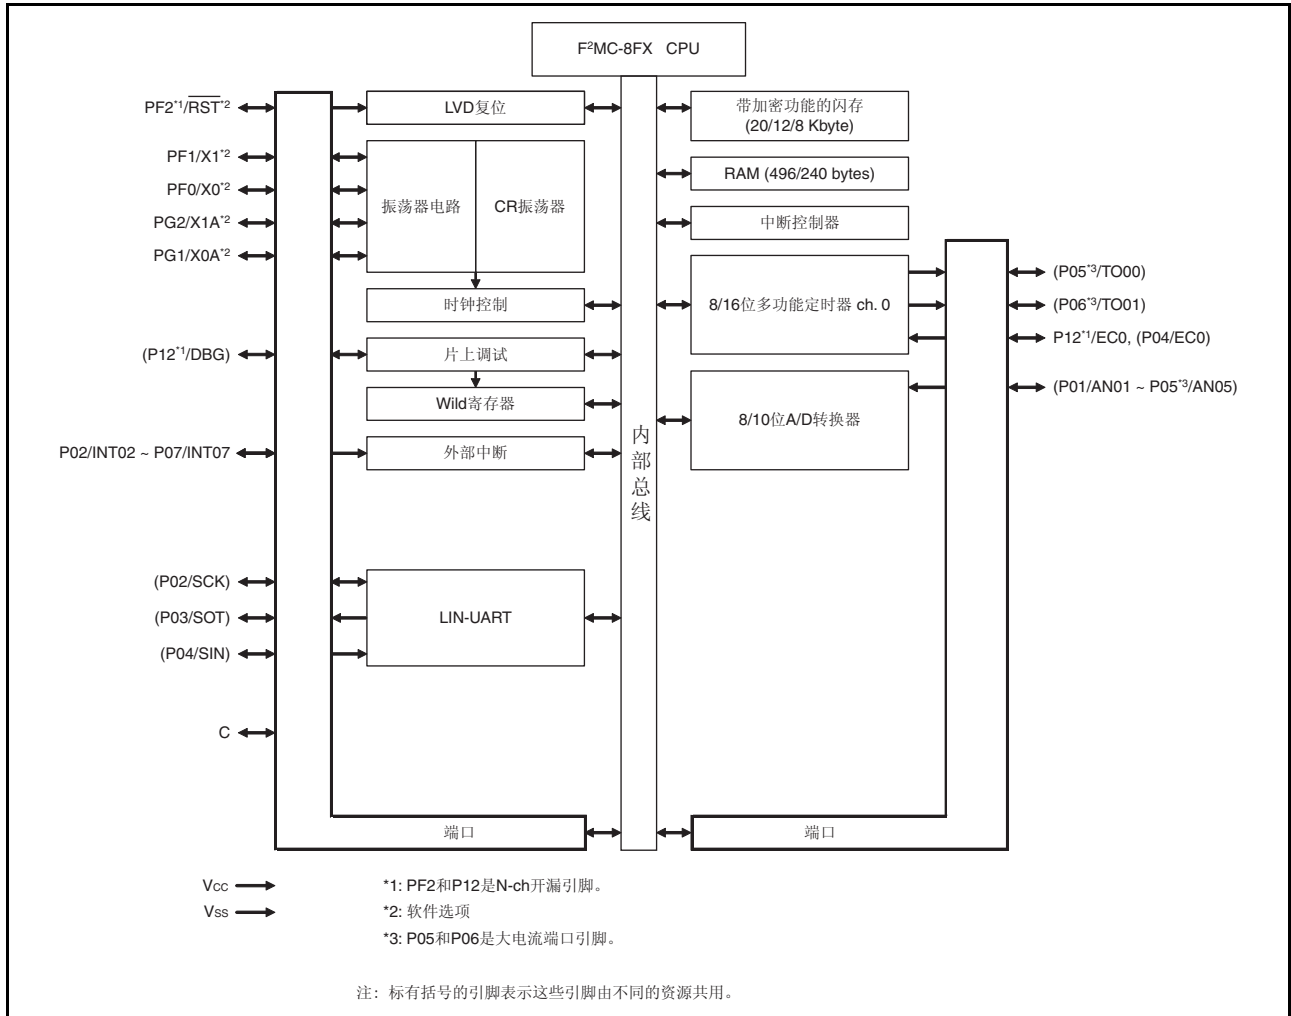 F²MC-8FX CPU
PF2*1/RST*2
LVD复位
带加密功能的闪存
(20/12/8 Kbyte)
PF1/X1*2
PF0/X0*2
PG2/X1A*2
PG1/X0A*2
振荡器电路
CR振荡器
RAM (496/240 bytes)
中断控制器
时钟控制
8/16位多功能定时器 ch. 0
(P05*3/TO00)
(P06*3/TO01)
P12*1/EC0, (P04/EC0)
(P12*1/DBG)
片上调试
Wild寄存器
8/10位A/D转换器
(P01/AN01 ~ P05*3/AN05)
P02/INT02 ~ P07/INT07
外部中断
内部总线
(P02/SCK)
(P03/SOT)
(P04/SIN)
LIN-UART
C
端口
端口
Vcc
Vss
*1: PF2和P12是N-ch开漏引脚。
*2: 软件选项
*3: P05和P06是大电流端口引脚。
注：标有括号的引脚表示这些引脚由不同的资源共用。